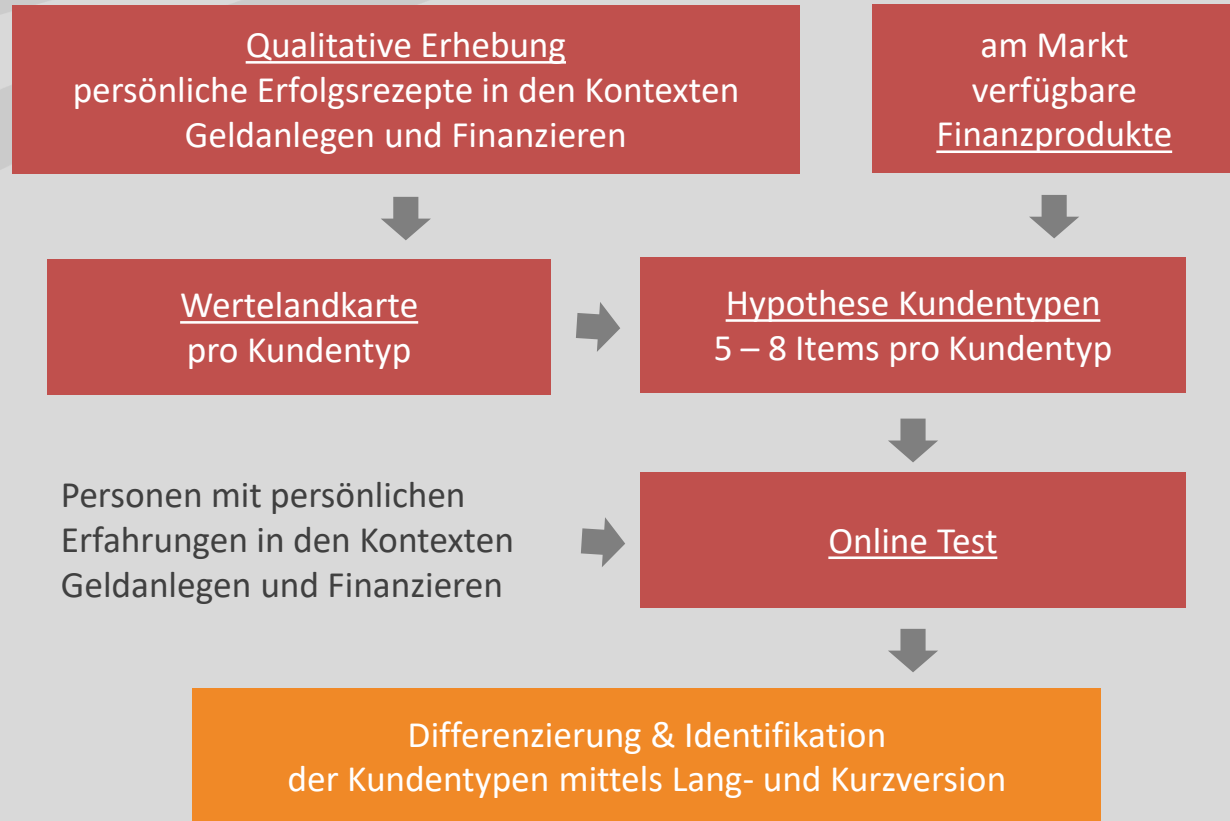 Qualitative Erhebung
persönliche Erfolgsrezepte in den Kontexten
Geldanlegen und Finanzieren
am Markt
verfügbare
Finanzprodukte
Wertelandkarte
pro Kundentyp
Hypothese Kundentypen
5 – 8 Items pro Kundentyp
Personen mit persönlichen
Erfahrungen in den Kontexten
Geldanlegen und Finanzieren
Online Test
Differenzierung & Identifikation
der Kundentypen mittels Lang- und Kurzversion